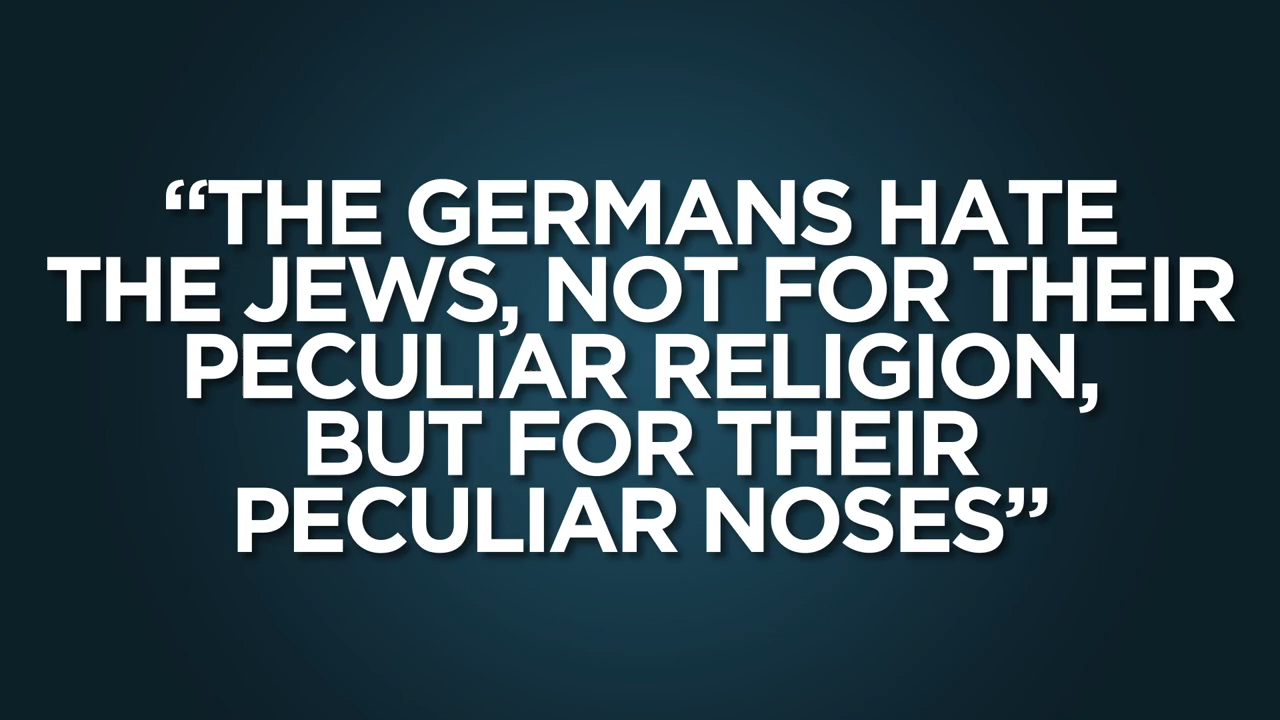 “THE GERMANS HATE
THE JEWS, NOT FOR THEIR
PECULIAR RELIGION,
BUT FOR THEIR
PECULIAR NOSES”